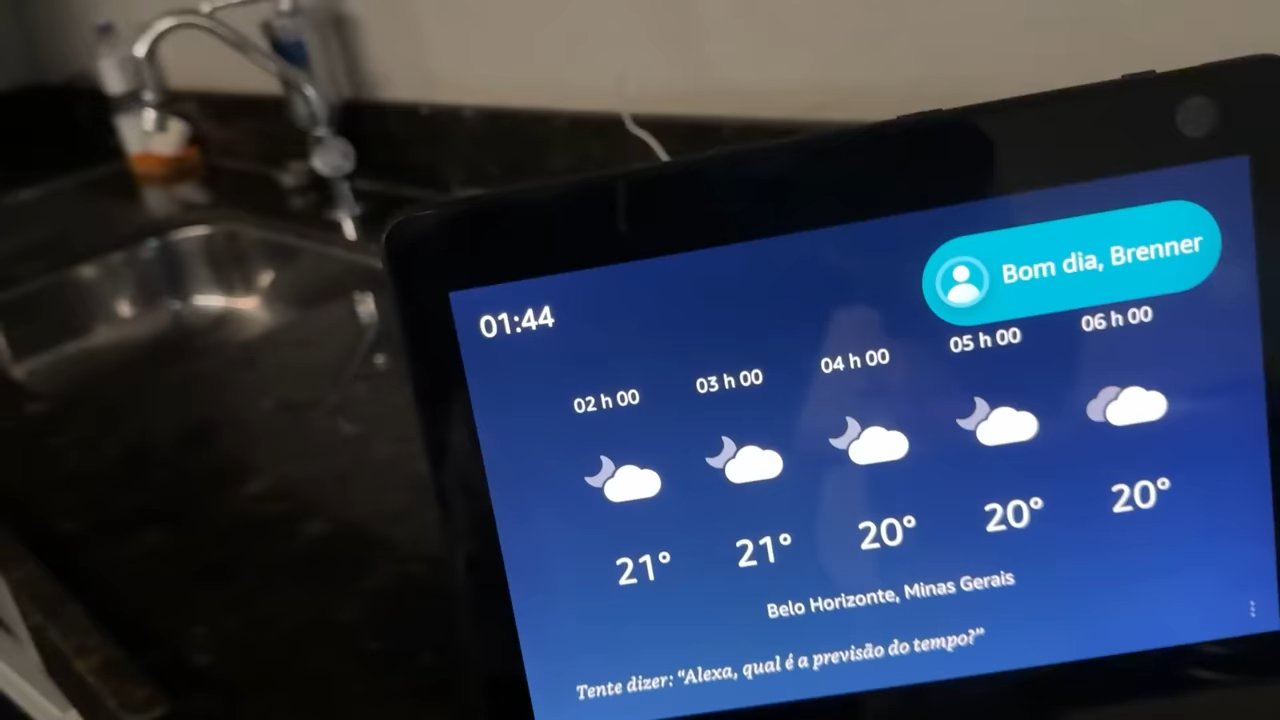 Bom dia, Brenner
01:44
02 h 00 03 h 00 04 h 00 05 h 00 06 h 00
21° 21° 20° 20° 20°
Belo Horizonte, Minas Gerais
Tente dizer: “Alexa, qual é a previsão do tempo?”